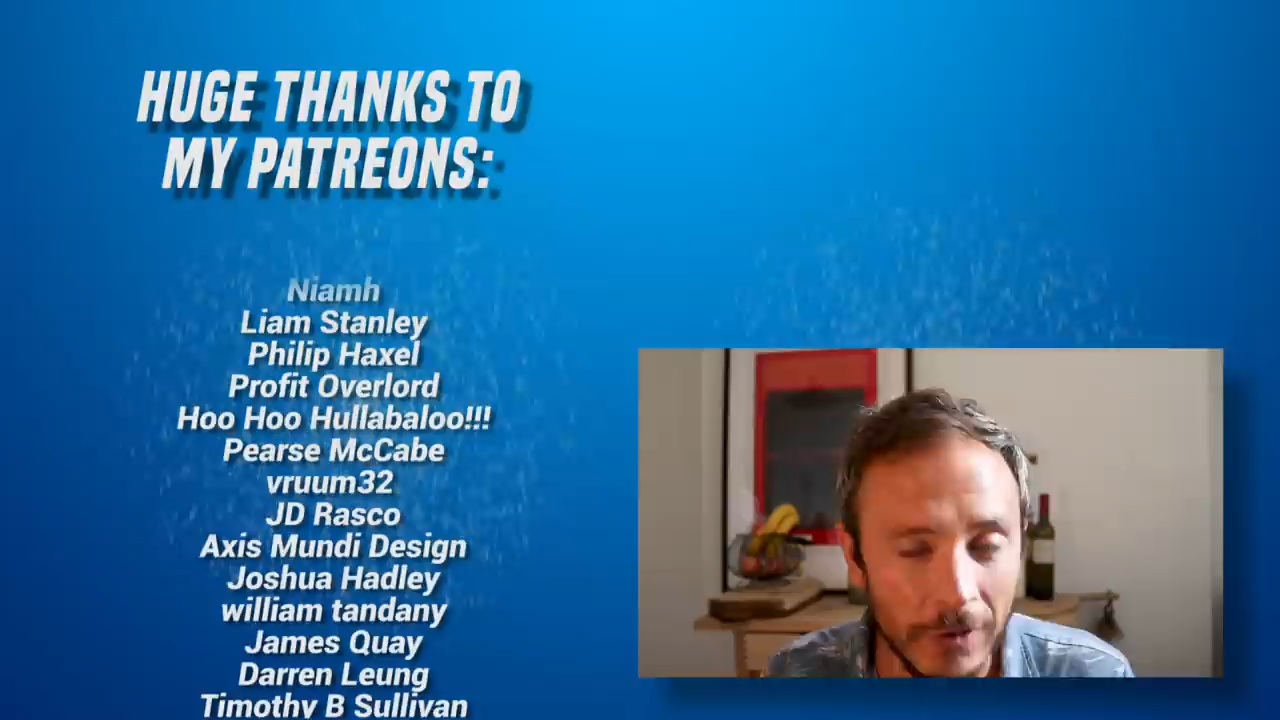 HUGE THANKS TO
MY PATREONS:
Niamh
Liam Stanley
Philip Haxel
Profit Overlord
Hoo Hoo Hullabaloo!!!
Pearse McCabe
vruum32
JD Rasco
Axis Mundi Design
Joshua Hadley
william tandany
James Quay
Darren Leung
Timothy B Sullivan